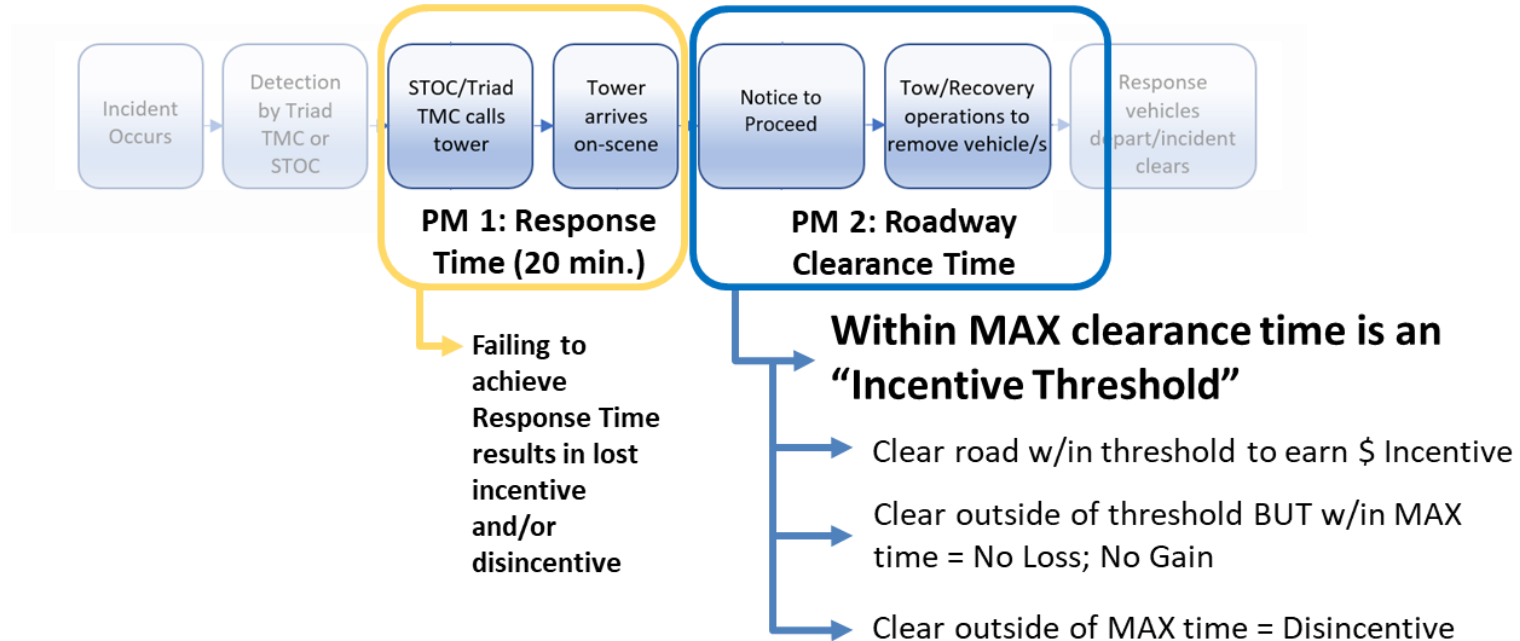 Incident
Occurs
Detection
by Triad
TMC or
STOC
STOC/Triad
TMC calls
tower
Tower
arrives
on-scene
Notice to
Proceed
Tow/Recovery
operations to
remove vehicle/s
Response
vehicles
depart/incident
clears
PM 1: Response
Time (20 min.)
PM 2: Roadway
Clearance Time
Failing to
achieve
Response Time
results in lost
incentive
and/or
disincentive
Within MAX clearance time is an
“Incentive Threshold”
Clear road w/in threshold to earn $ Incentive
Clear outside of threshold BUT w/in MAX
time = No Loss; No Gain
Clear outside of MAX time = Disincentive